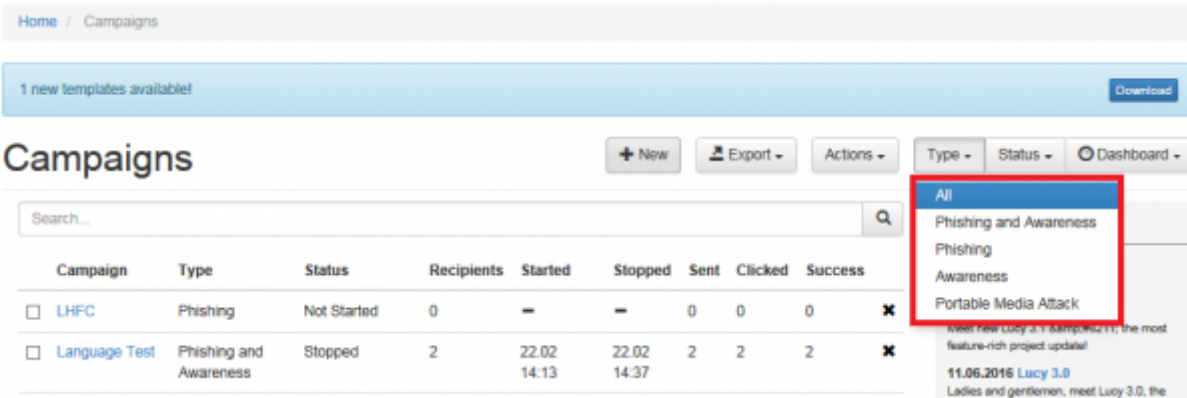 Home / Campaigns
1 new templates available!
Download
Campaigns
New
Export
Actions
Type
Status
Dashboard
Search...
All
Phishing and Awareness
Phishing
Awareness
Portable Media Attack
Campaign Type Status Recipients Started Stopped Sent Clicked Success
LHFC Phishing Not Started 0 – – 0 0 0
Language Test Phishing and Stopped 2 22.02 22.02 2 2 2
Awareness 14:13 14:37
Meet new Lucy 3.1 &amp;#8211; the most
feature-rich project update!
11.06.2016 Lucy 3.0
Ladies and gentlemen, meet Lucy 3.0, the